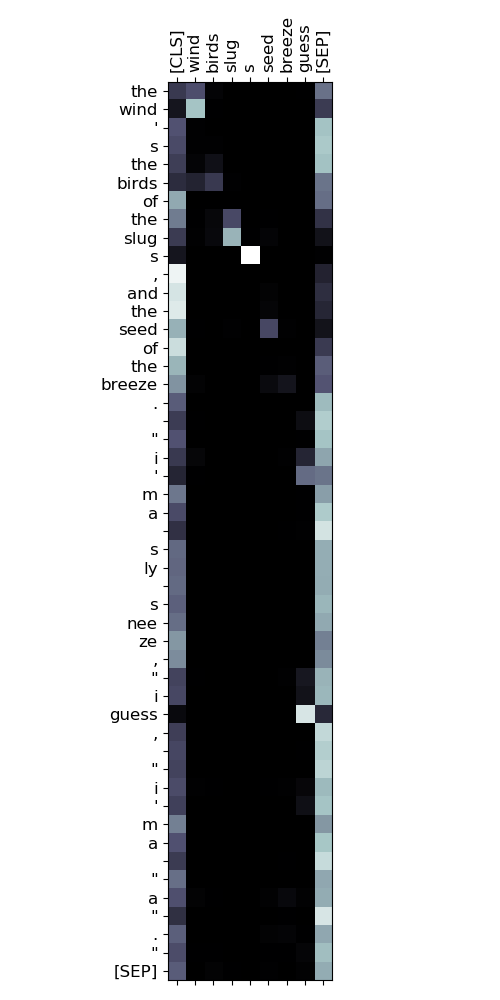 [CLS] wind birds slug s seed breeze guess [SEP]
the
wind
'
s
the
birds
of
the
slug
s
,
and
the
seed
of
the
breeze
.
"
i
'
m
a
s
ly
s
nee
ze
,
"
i
guess
,
"
i
'
m
a
"
a
"
.
"
[SEP]